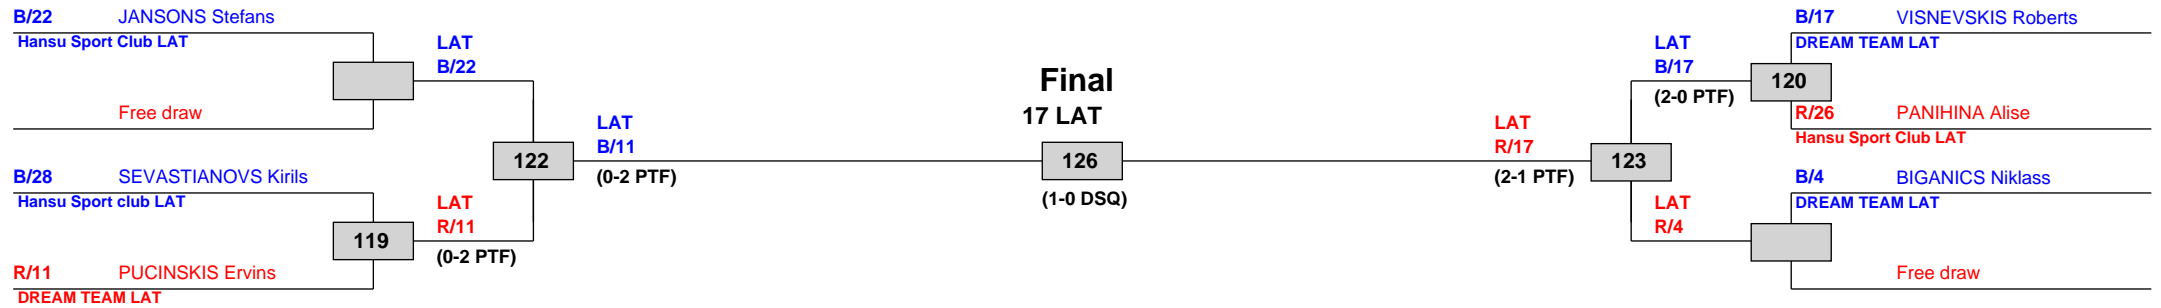 B/22 JANSONS Stefans
Hansu Sport Club LAT
Free draw
B/28 SEVASTIANOVS Kirils
Hansu Sport club LAT
R/11 PUCINSKIS Ervins
DREAM TEAM LAT
119
LAT
B/22
LAT
R/11
(0-2 PTF)
122
LAT
B/11
(0-2 PTF)
Final
17 LAT
126
(1-0 DSQ)
LAT
R/17
(2-1 PTF)
123
LAT
B/17
(2-0 PTF)
LAT
R/4
120
B/17 VISNEVSKIS Roberts
DREAM TEAM LAT
R/26 PANIHINA Alise
Hansu Sport Club LAT
B/4 BIGANICS Niklass
DREAM TEAM LAT
Free draw